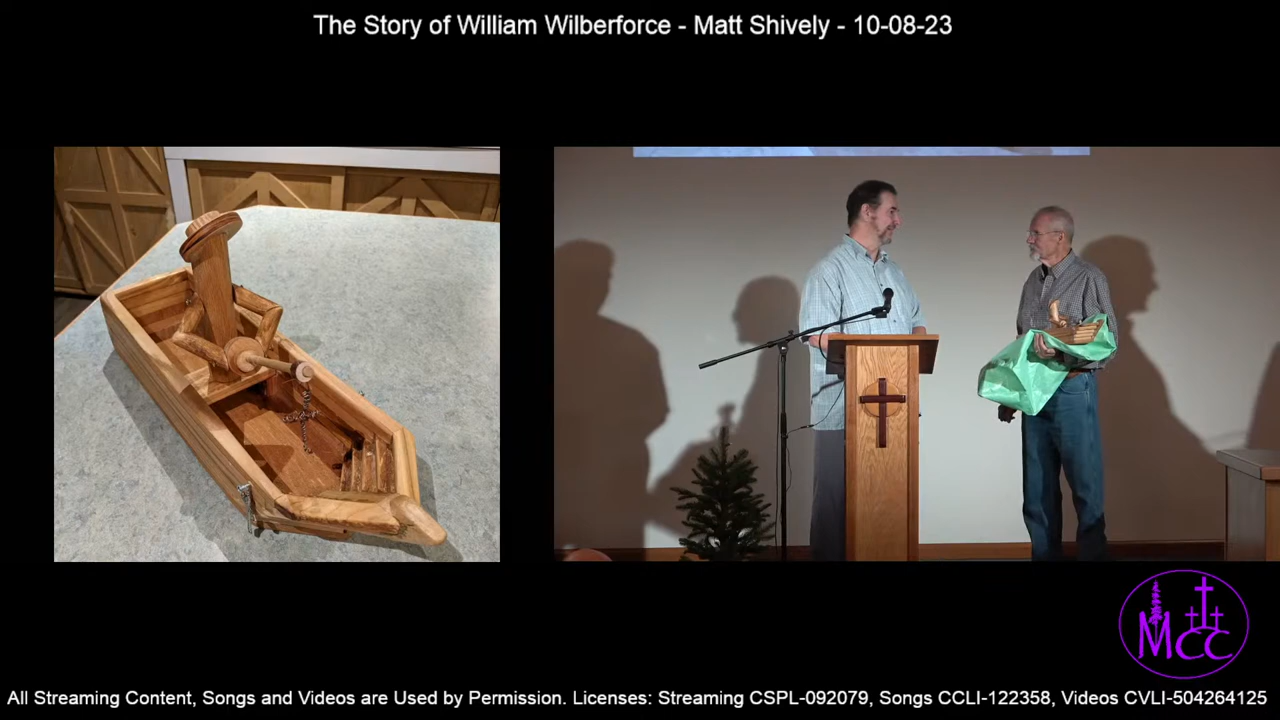 The Story of William Wilberforce - Matt Shively - 10-08-23
MCC
All Streaming Content, Songs and Videos are Used by Permission. Licenses: Streaming CSPL-092079, Songs CCLI-122358, Videos CVLI-504264125